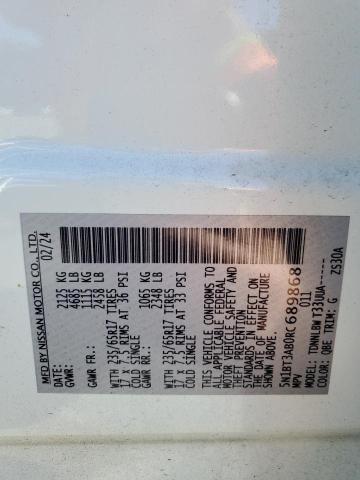 MFD BY NISSAN MOTOR CO., LTD.
02/24
GVWR: 2125 KG
4685 LB
GAWR FR: 1115 KG
2458 LB
WITH 235/65R17 TIRES
17 X 7.5 RIMS AT 36 PSI
COLD SINGLE
GAWR RR: 1065 KG
2348 LB
WITH 235/65R17 TIRES
17 X 7.5 RIMS AT 33 PSI
COLD SINGLE
THIS VEHICLE CONFORMS TO
ALL APPLICABLE FEDERAL
MOTOR VEHICLE SAFETY AND
THEFT PREVENTION
STANDARDS IN EFFECT ON
THE DATE OF MANUFACTURE
SHOWN ABOVE.
5N1BT3AB0RC689868
MPV 011
MODEL: TDWNLBWT33UUA-----
COLOR: QBE TRIM: G ZS30A